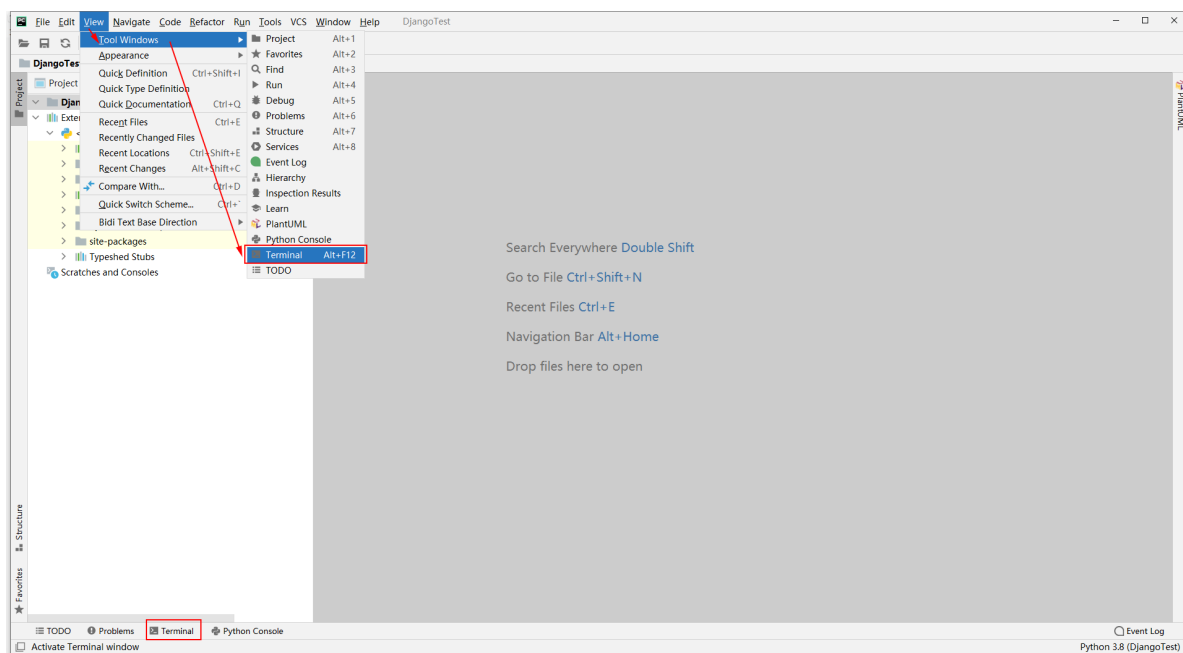 File Edit View Navigate Code Refactor Run Tools VCS Window Help DjangoTest
Tool Windows
Appearance
Quick Definition Ctrl+Shift+I
Quick Type Definition
Quick Documentation Ctrl+Q
Recent Files Ctrl+E
Recently Changed Files
Recent Locations Ctrl+Shift+E
Recent Changes Alt+Shift+C
Compare With... Ctrl+D
Quick Switch Scheme... Ctrl+`
Bidi Text Base Direction
Project Alt+1
Favorites Alt+2
Find Alt+3
Run Alt+4
Debug Alt+5
Problems Alt+6
Structure Alt+7
Services Alt+8
Event Log
Hierarchy
Inspection Results
Learn
PlantUML
Python Console
Terminal Alt+F12
TODO
DjangoTes
Project
Project
Djan
Exter
<
site-packages
Typeshed Stubs
Scratches and Consoles
Search Everywhere Double Shift
Go to File Ctrl+Shift+N
Recent Files Ctrl+E
Navigation Bar Alt+Home
Drop files here to open
PlantUML
Structure
Favorites
TODO Problems Terminal Python Console Event Log
Activate Terminal window Python 3.8 (DjangoTest)